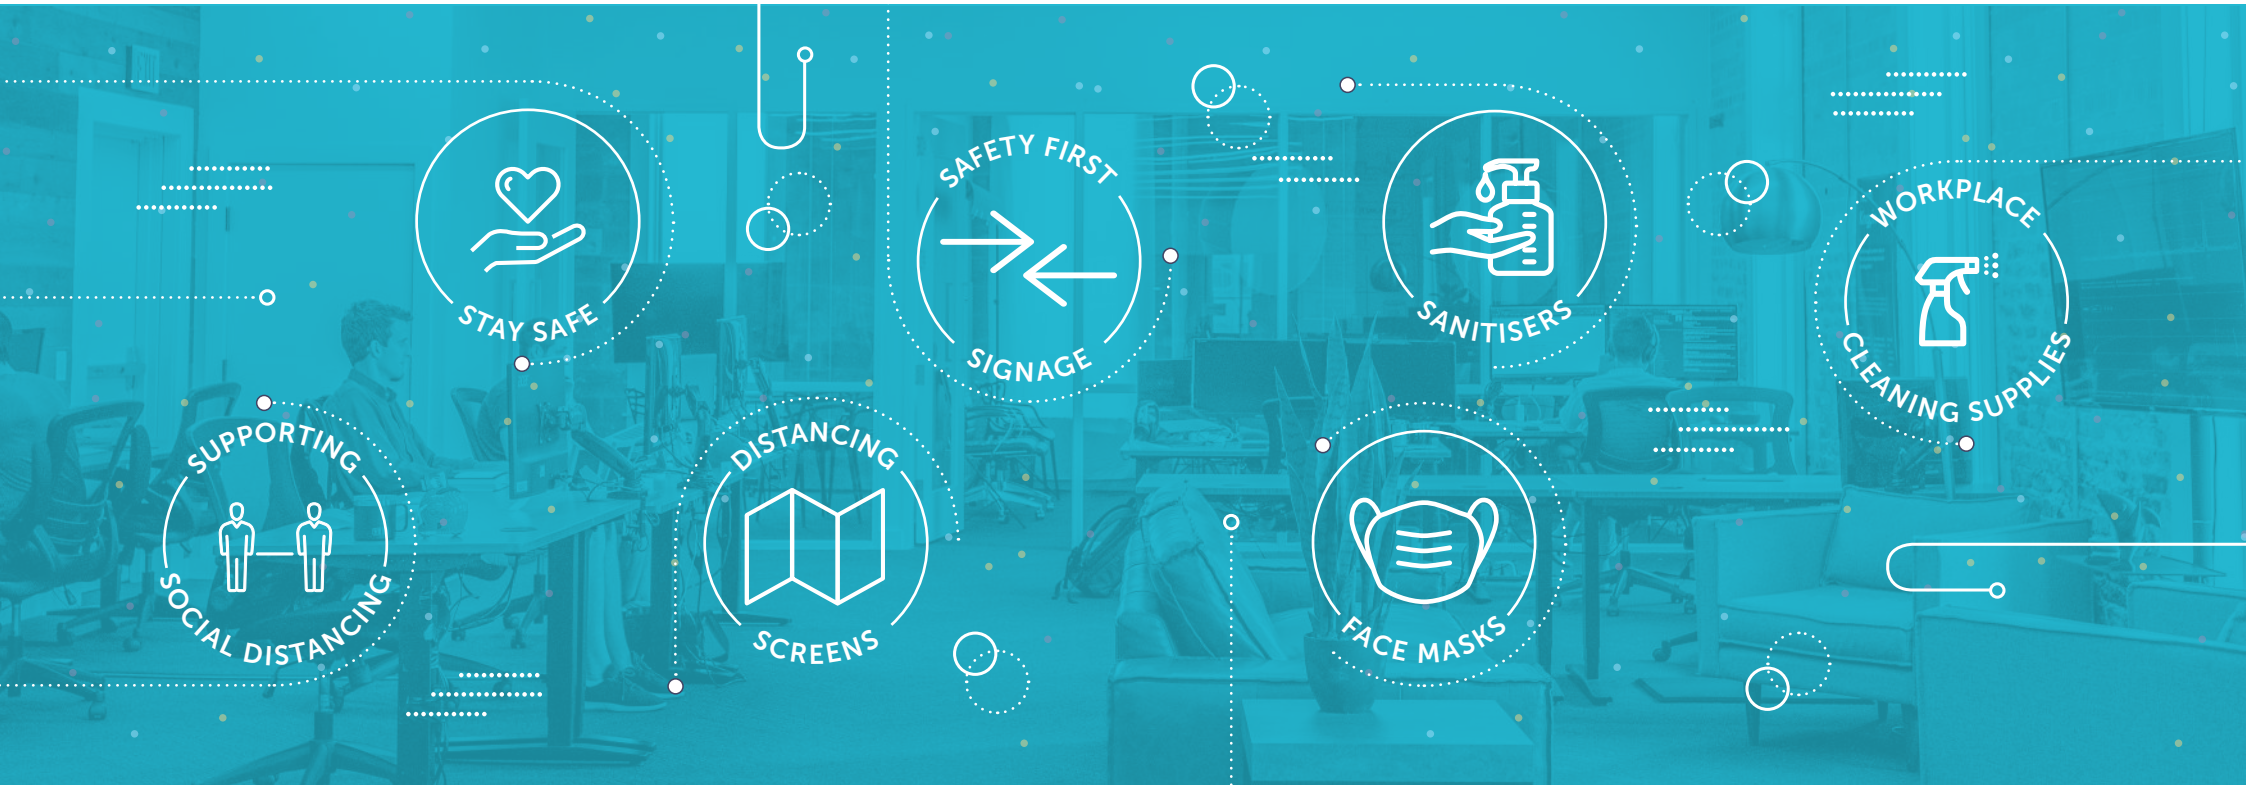 STAY SAFE
SAFETY FIRST
SIGNAGE
SANITISERS
WORKPLACE
CLEANING SUPPLIES
SUPPORTING
SOCIAL DISTANCING
DISTANCING
SCREENS
FACE MASKS